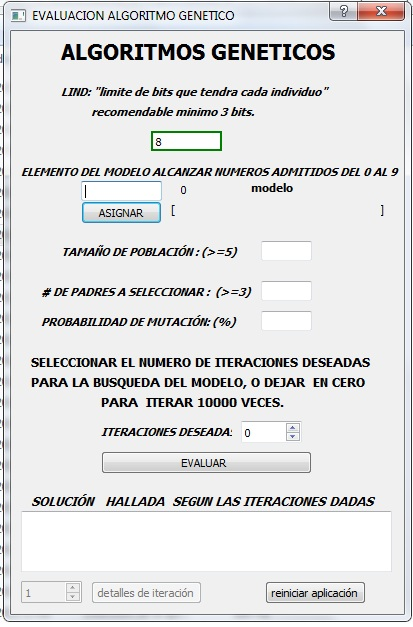 EVALUACION ALGORITMO GENETICO
ALGORITMOS GENETICOS
LIND: "limite de bits que tendra cada individuo"
recomendable minimo 3 bits.
8
ELEMENTO DEL MODELO ALCANZAR NUMEROS ADMITIDOS DEL 0 AL 9
0 modelo
ASIGNAR [ ]
TAMAÑO DE POBLACIÓN : (>=5)
# DE PADRES A SELECCIONAR : (>=3)
PROBABILIDAD DE MUTACIÓN: (%)
SELECCIONAR EL NUMERO DE ITERACIONES DESEADAS
PARA LA BUSQUEDA DEL MODELO, O DEJAR EN CERO
PARA ITERAR 10000 VECES.
ITERACIONES DESEADA: 0
EVALUAR
SOLUCIÓN HALLADA SEGUN LAS ITERACIONES DADAS
1 detalles de iteración reiniciar aplicación